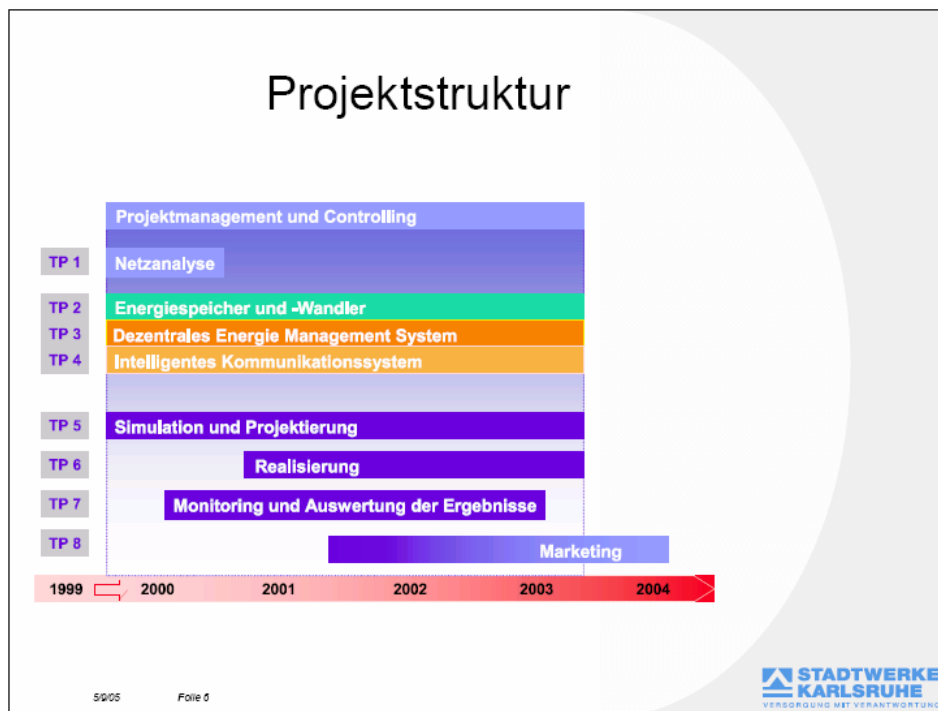 Projektstruktur
Projektmanagement und Controlling
TP 1 Netzanalyse
TP 2 Energiespeicher und -Wandler
TP 3 Dezentrales Energie Management System
TP 4 Intelligentes Kommunikationssystem
TP 5 Simulation und Projektierung
TP 6 Realisierung
TP 7 Monitoring und Auswertung der Ergebnisse
TP 8 Marketing
1999 2000 2001 2002 2003 2004
5/9/05 Folie 6
STADTWERKE
KARLSRUHE
VERSORGUNG MIT VERANTWORTUNG